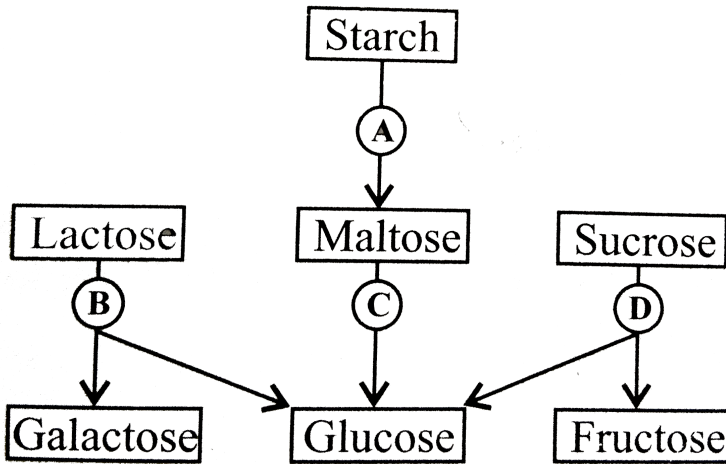 Starch
A
Lactose
Maltose
Sucrose
B
C
D
Galactose
Glucose
Fructose